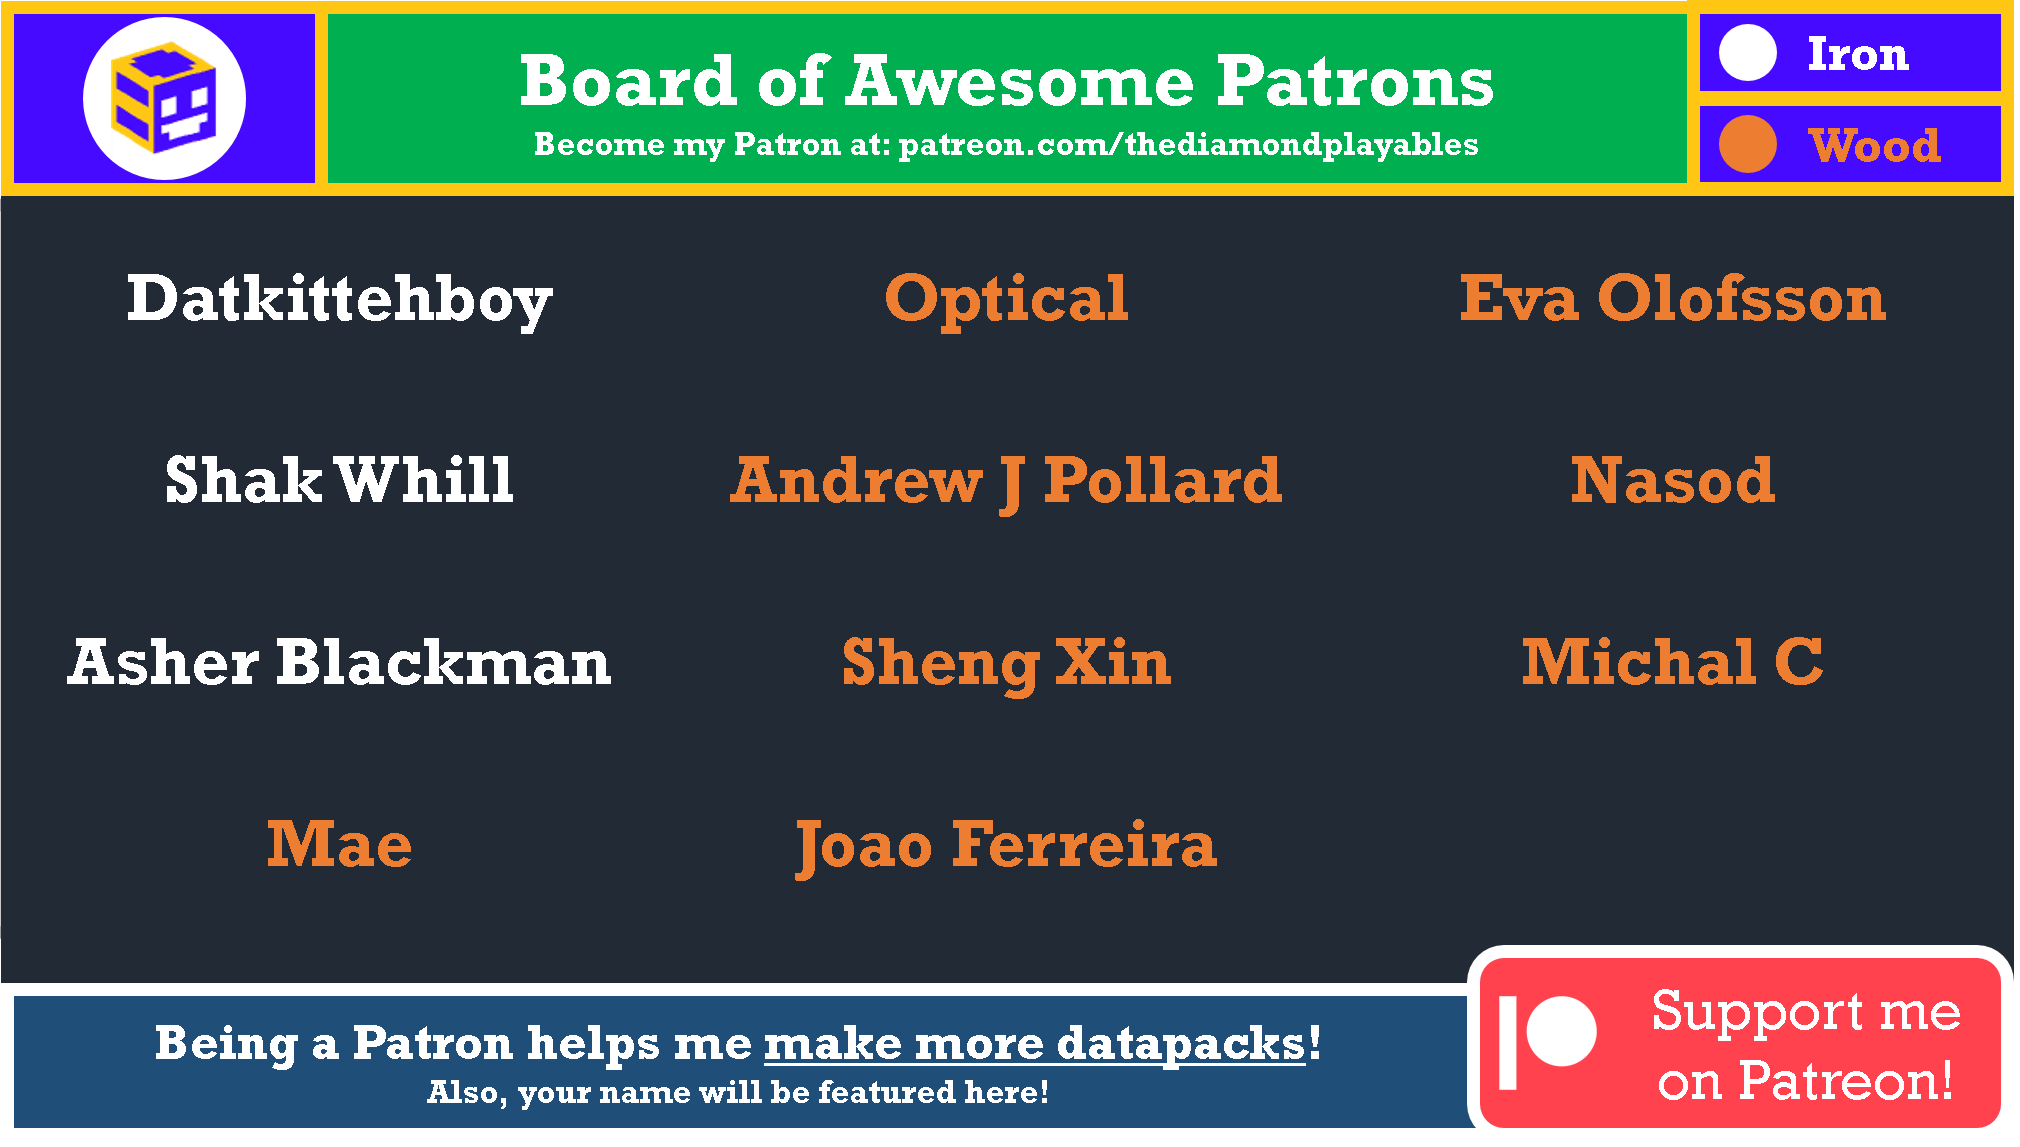 Board of Awesome Patrons
Become my Patron at: patreon.com/thediamondplayables
Iron
Wood
Datkittehboy
Optical
Eva Olofsson
Shak Whill
Andrew J Pollard
Nasod
Asher Blackman
Sheng Xin
Michal C
Mae
Joao Ferreira
Being a Patron helps me make more datapacks!
Also, your name will be featured here!
Support me
on Patreon!